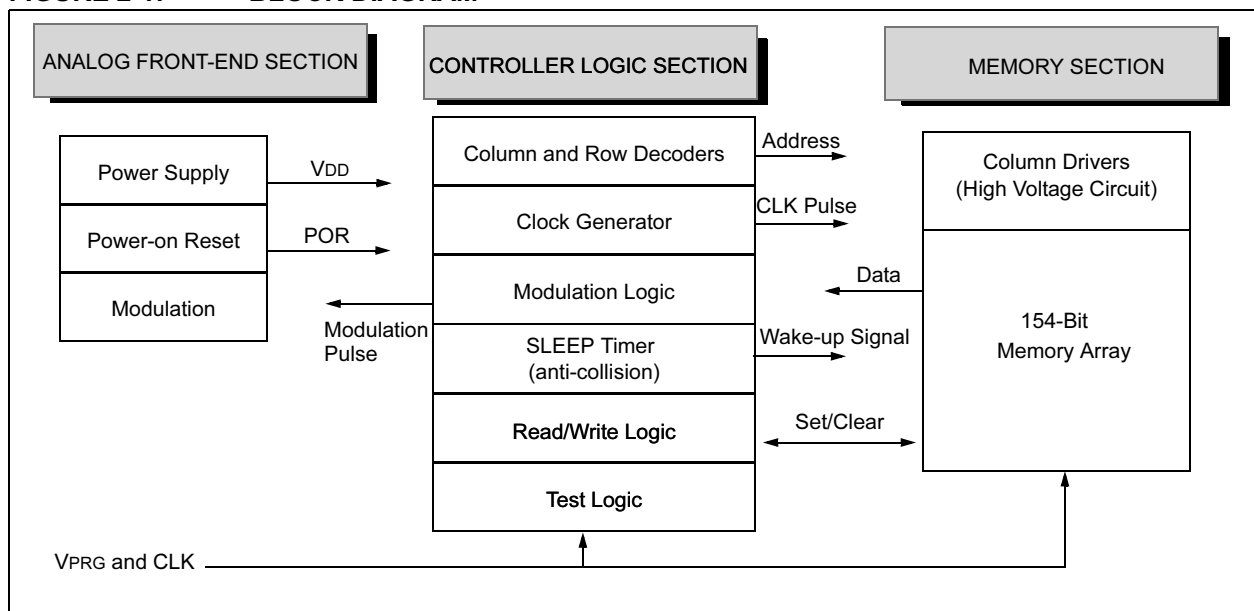 ANALOG FRONT-END SECTION
CONTROLLER LOGIC SECTION
MEMORY SECTION
Power Supply
Power-on Reset
Modulation
VDD
POR
Modulation
Pulse
Column and Row Decoders
Clock Generator
Modulation Logic
SLEEP Timer
(anti-collision)
Read/Write Logic
Test Logic
Address
CLK Pulse
Data
Wake-up Signal
Set/Clear
Column Drivers
(High Voltage Circuit)
154-Bit
Memory Array
VPRG and CLK